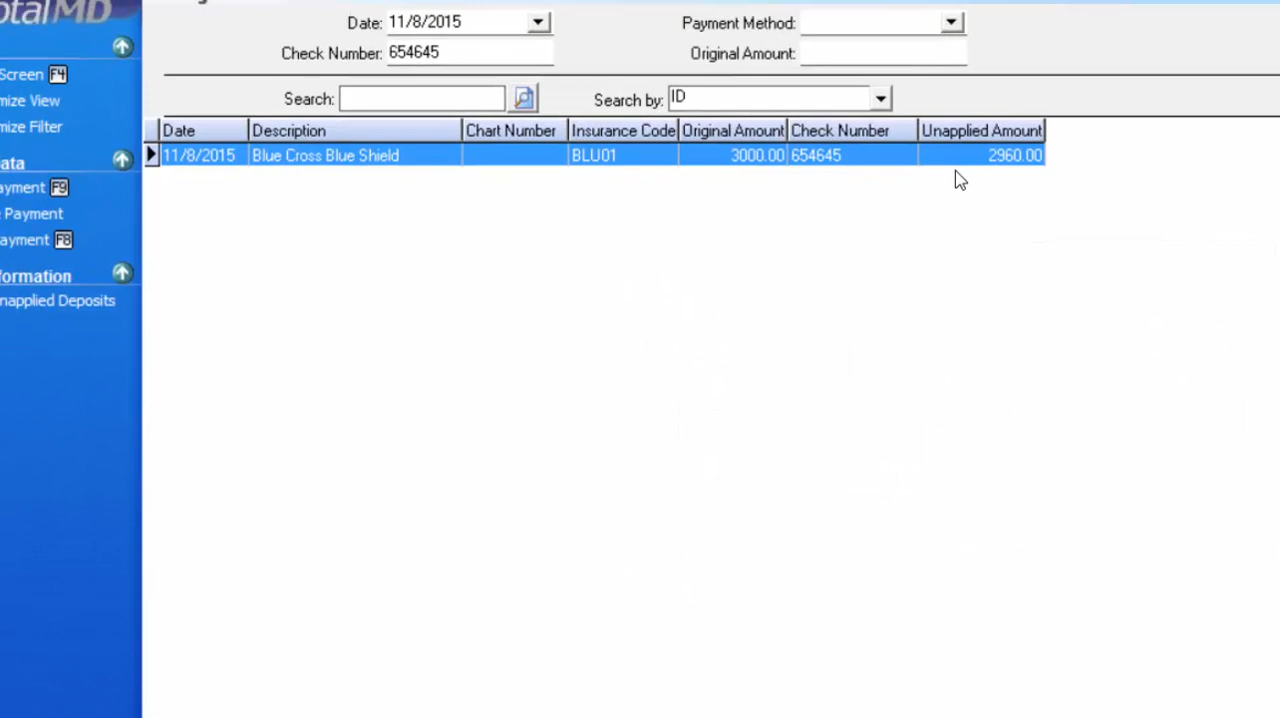 otalMD
Date: 11/8/2015
Payment Method:
Check Number: 654645
Original Amount:
Screen F4
mize View
mize Filter
ata
ayment F9
Payment
ayment F8
formation
napplied Deposits
Search:
Search by: ID
Date Description Chart Number Insurance Code Original Amount Check Number Unapplied Amount
11/8/2015 Blue Cross Blue Shield BLU01 3000.00 654645 2960.00